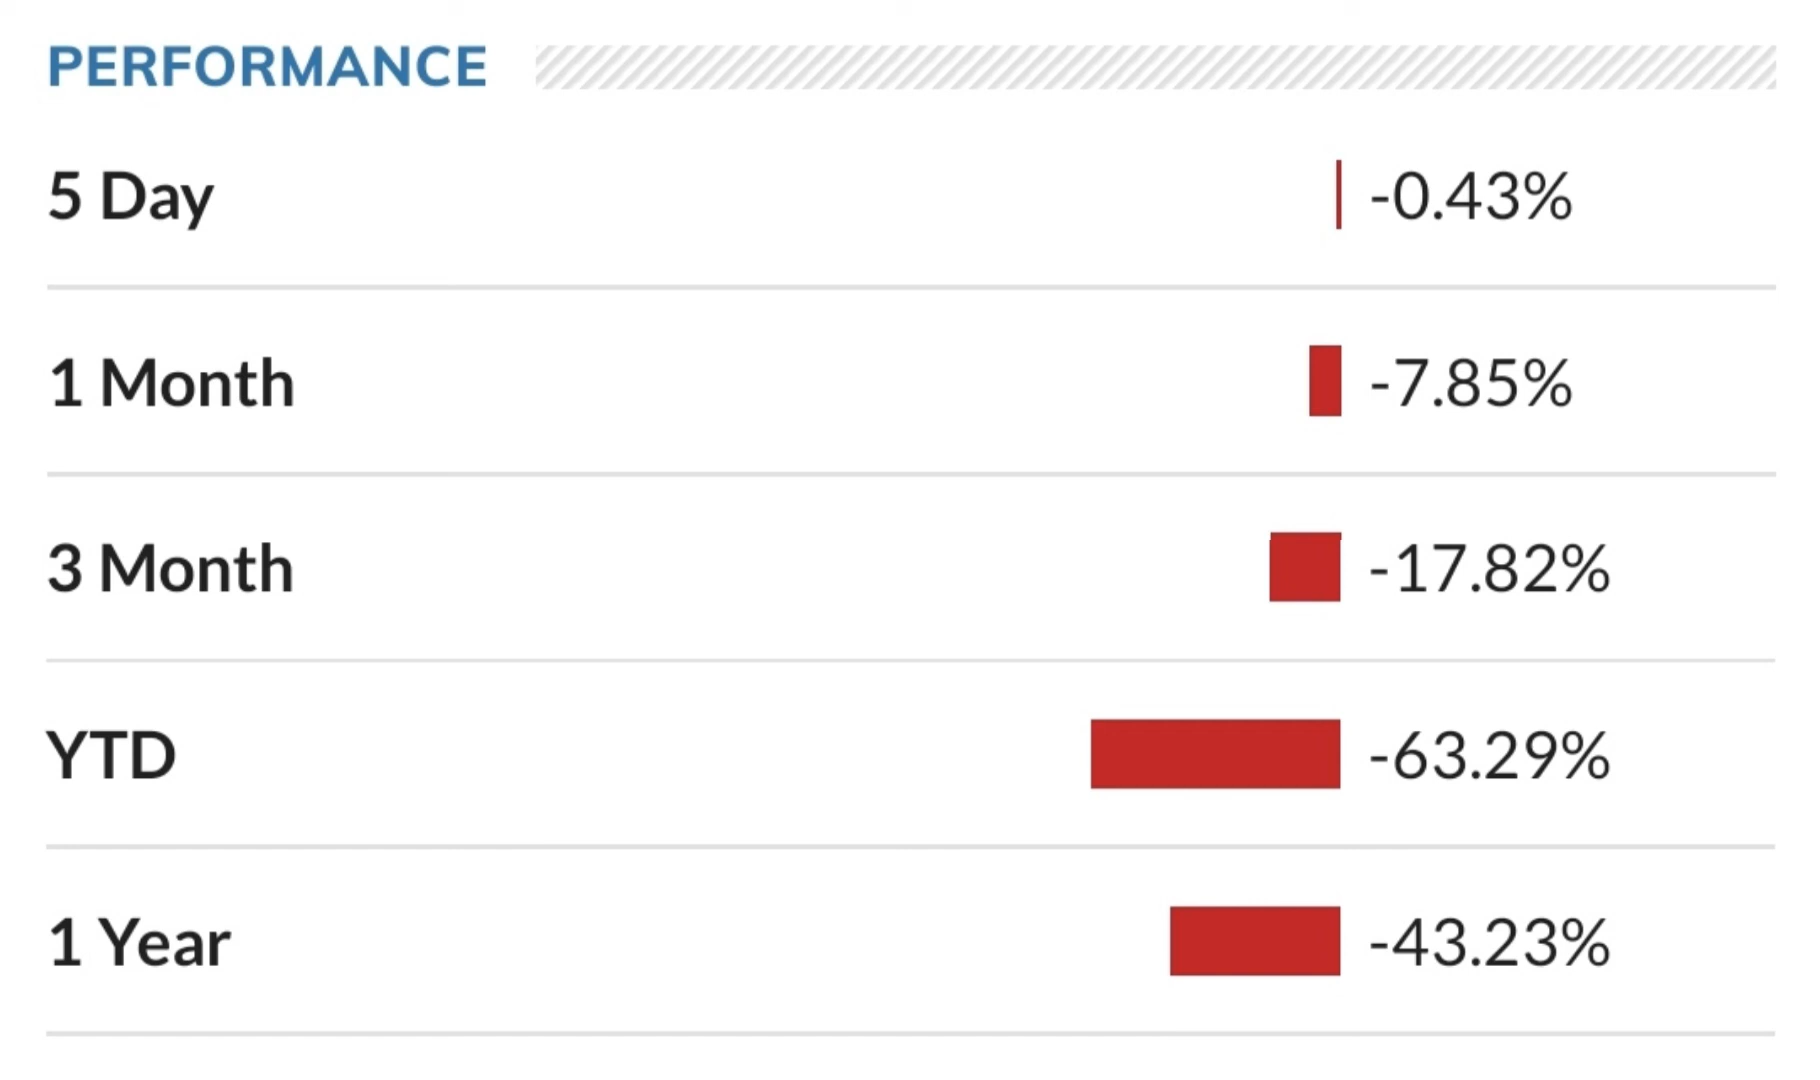 PERFORMANCE
5 Day -0.43%
1 Month -7.85%
3 Month -17.82%
YTD -63.29%
1 Year -43.23%